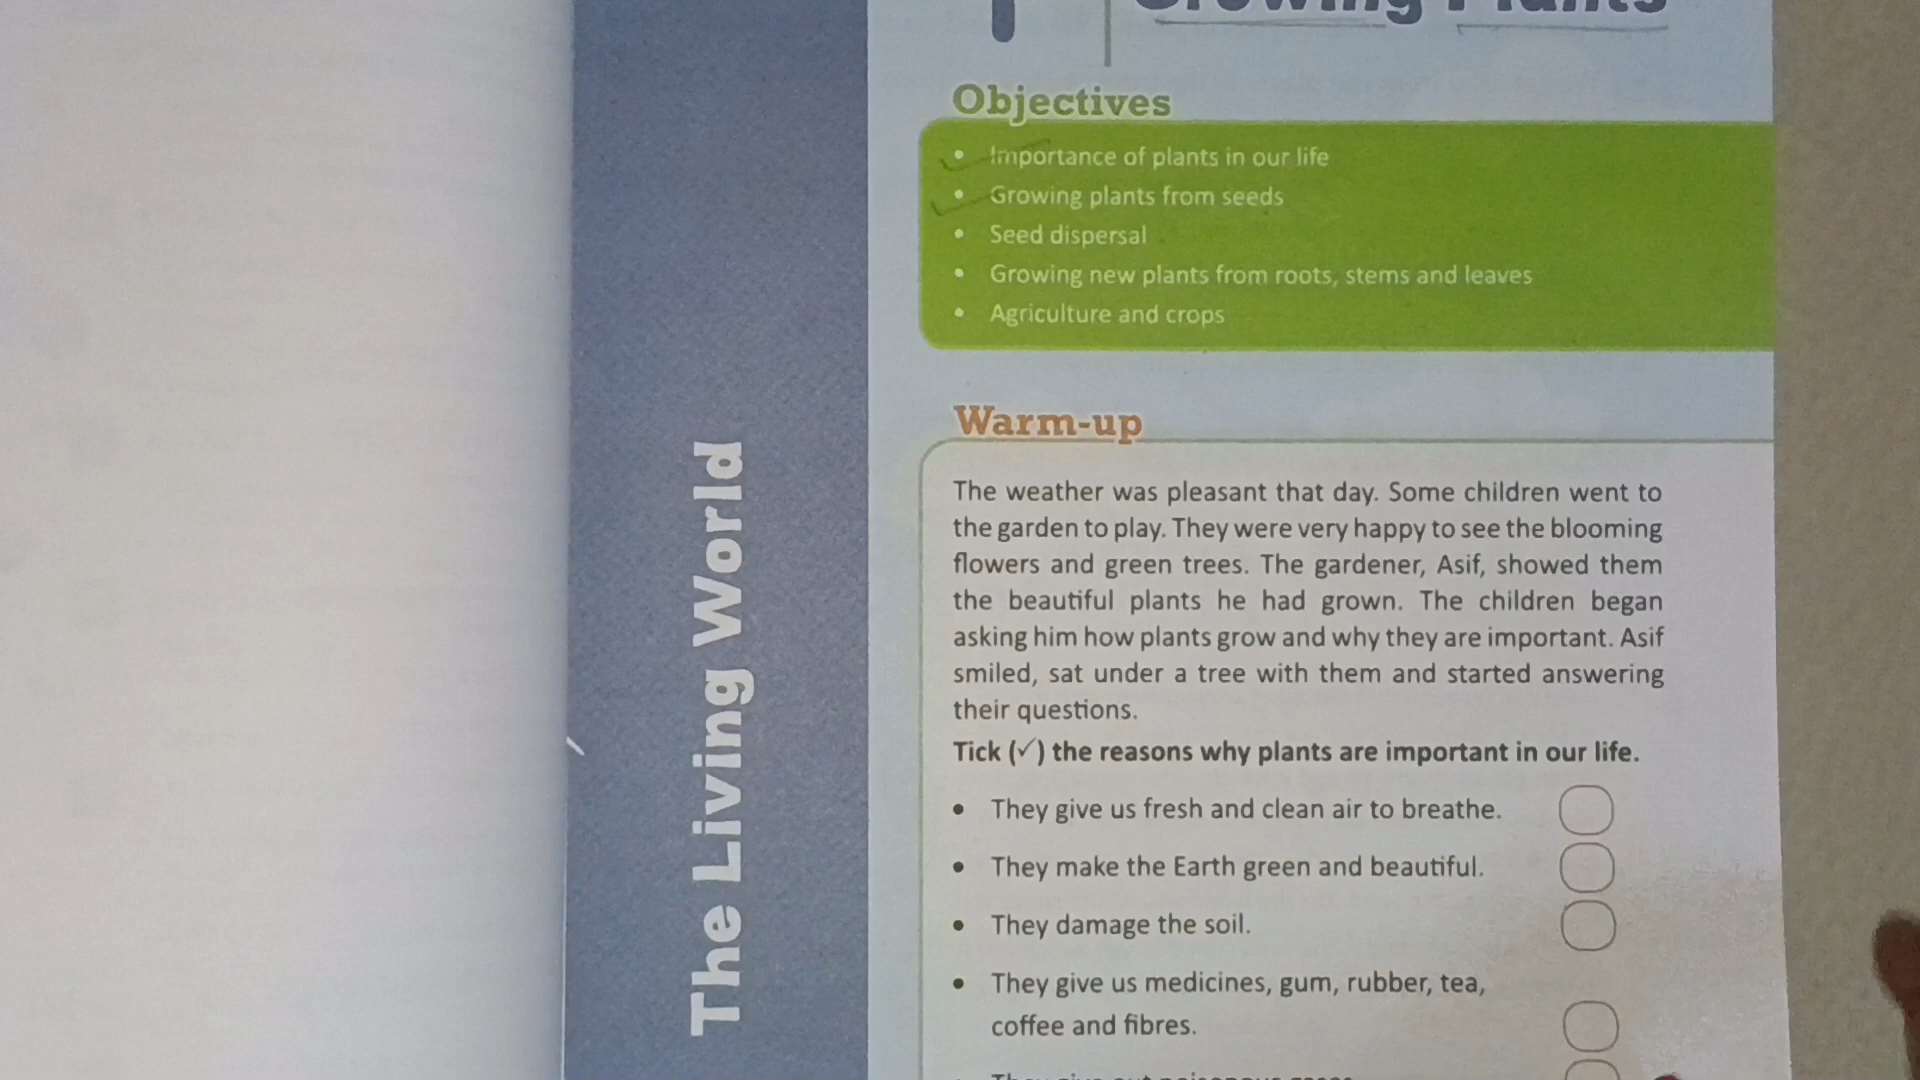 Growing Plants
Objectives
• Importance of plants in our life
• Growing plants from seeds
• Seed dispersal
• Growing new plants from roots, stems and leaves
• Agriculture and crops
Warm-up
The weather was pleasant that day. Some children went to
the garden to play. They were very happy to see the blooming
flowers and green trees. The gardener, Asif, showed them
the beautiful plants he had grown. The children began
asking him how plants grow and why they are important. Asif
smiled, sat under a tree with them and started answering
their questions.
Tick (✓) the reasons why plants are important in our life.
• They give us fresh and clean air to breathe.
• They make the Earth green and beautiful.
• They damage the soil.
• They give us medicines, gum, rubber, tea,
coffee and fibres.
The Living World